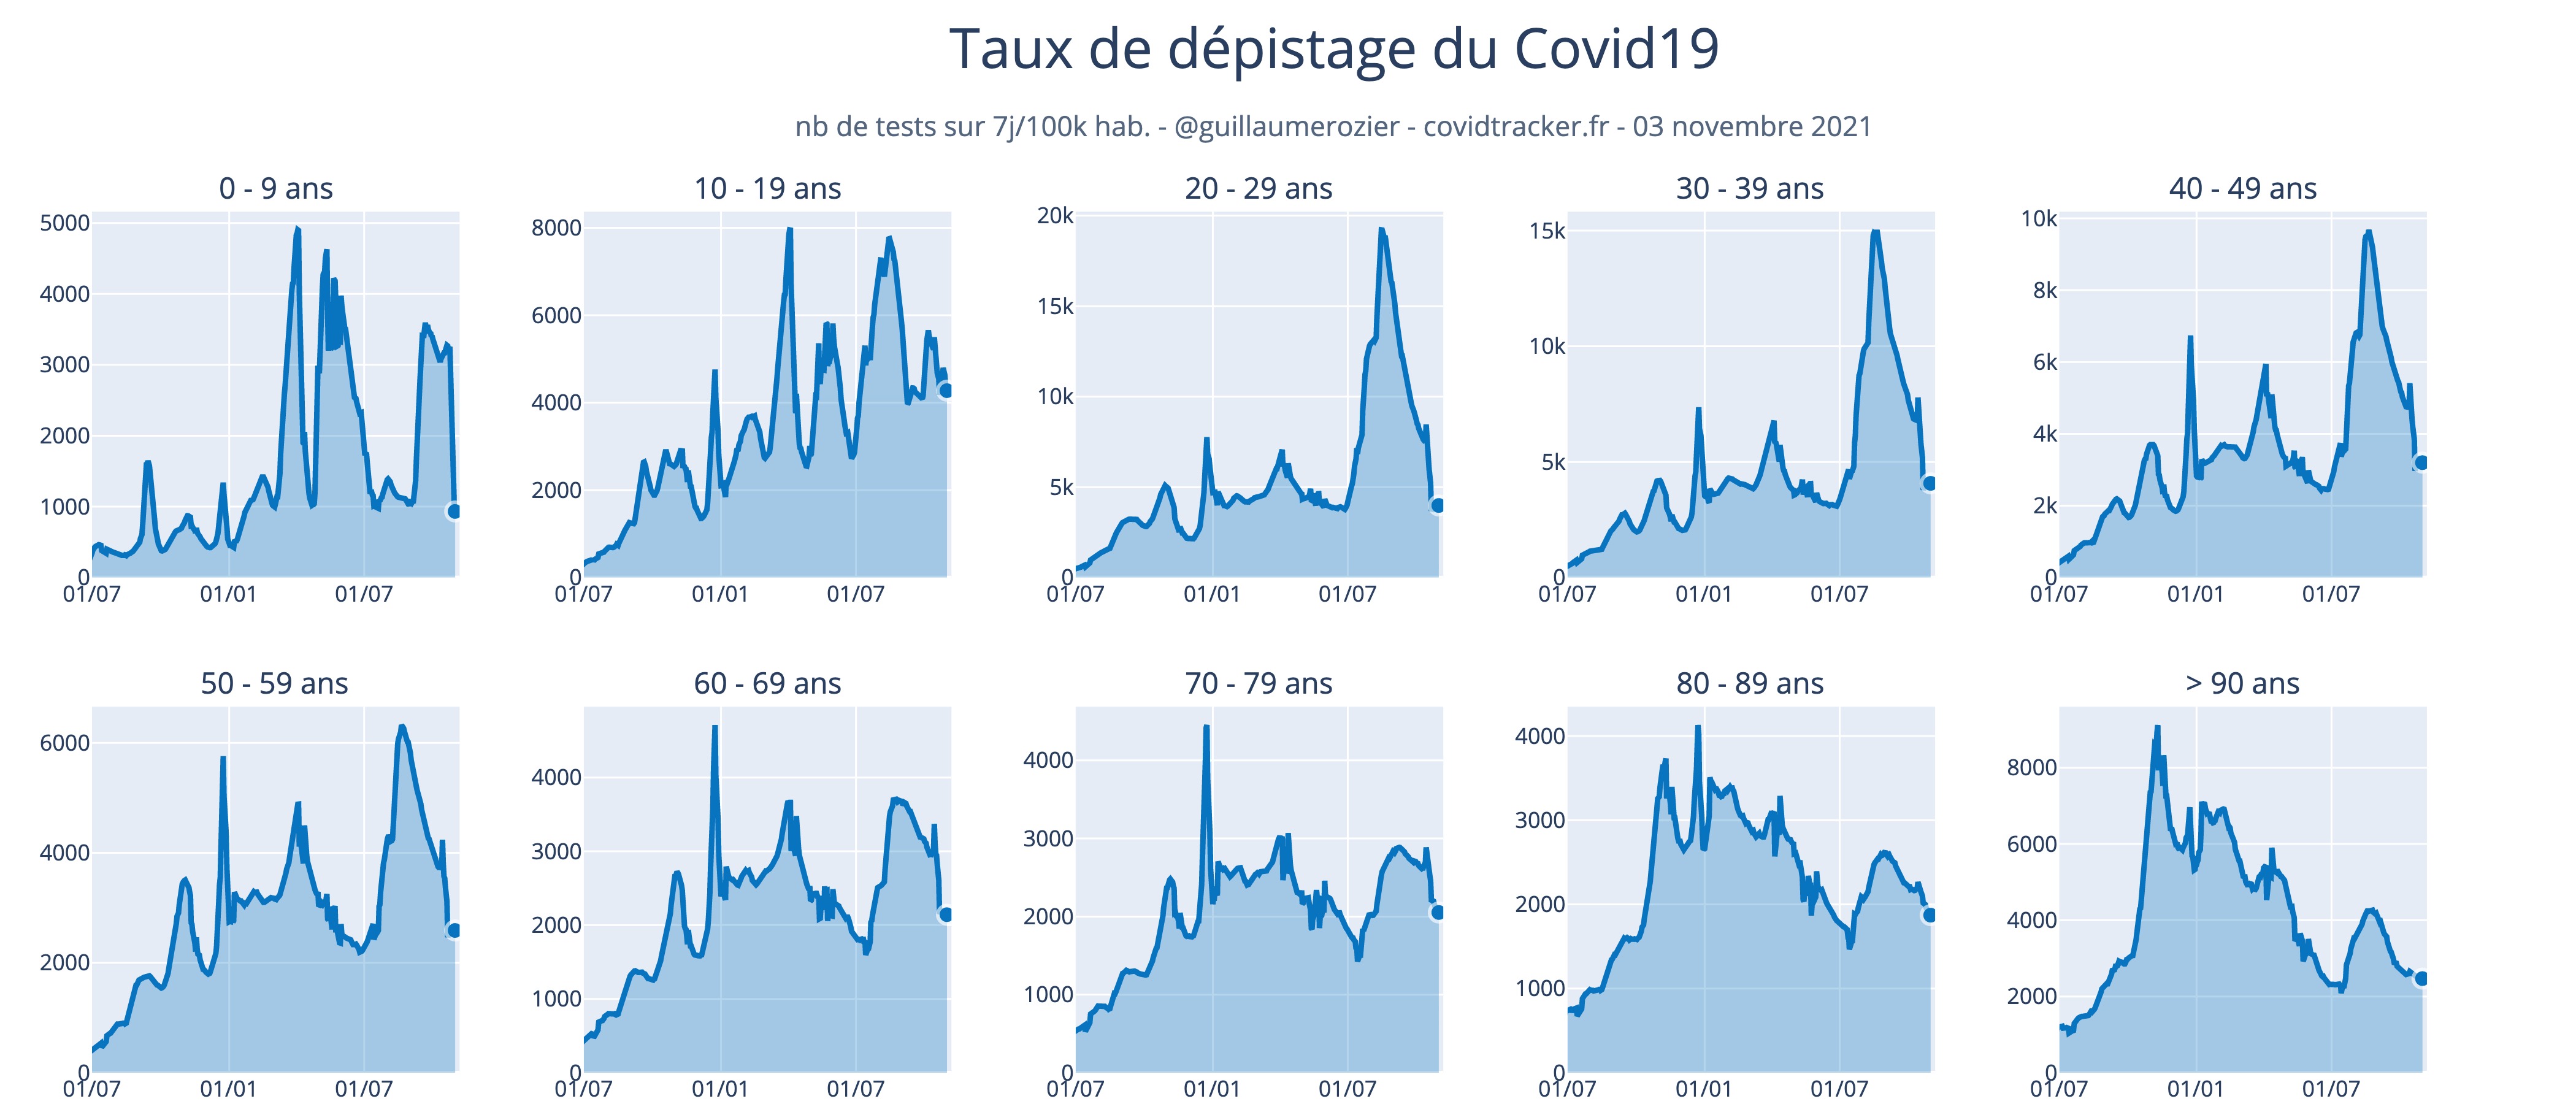 Taux de dépistage du Covid19
nb de tests sur 7j/100k hab. - @guillaumerozier - covidtracker.fr - 03 novembre 2021
0 - 9 ans
5000
4000
3000
2000
1000
0
01/07 01/01 01/07
10 - 19 ans
8000
6000
4000
2000
0
01/07 01/01 01/07
20 - 29 ans
20k
15k
10k
5k
0
01/07 01/01 01/07
30 - 39 ans
15k
10k
5k
0
01/07 01/01 01/07
40 - 49 ans
10k
8k
6k
4k
2k
0
01/07 01/01 01/07
50 - 59 ans
6000
4000
2000
0
01/07 01/01 01/07
60 - 69 ans
4000
3000
2000
1000
0
01/07 01/01 01/07
70 - 79 ans
4000
3000
2000
1000
0
01/07 01/01 01/07
80 - 89 ans
4000
3000
2000
1000
0
01/07 01/01 01/07
> 90 ans
8000
6000
4000
2000
0
01/07 01/01 01/07